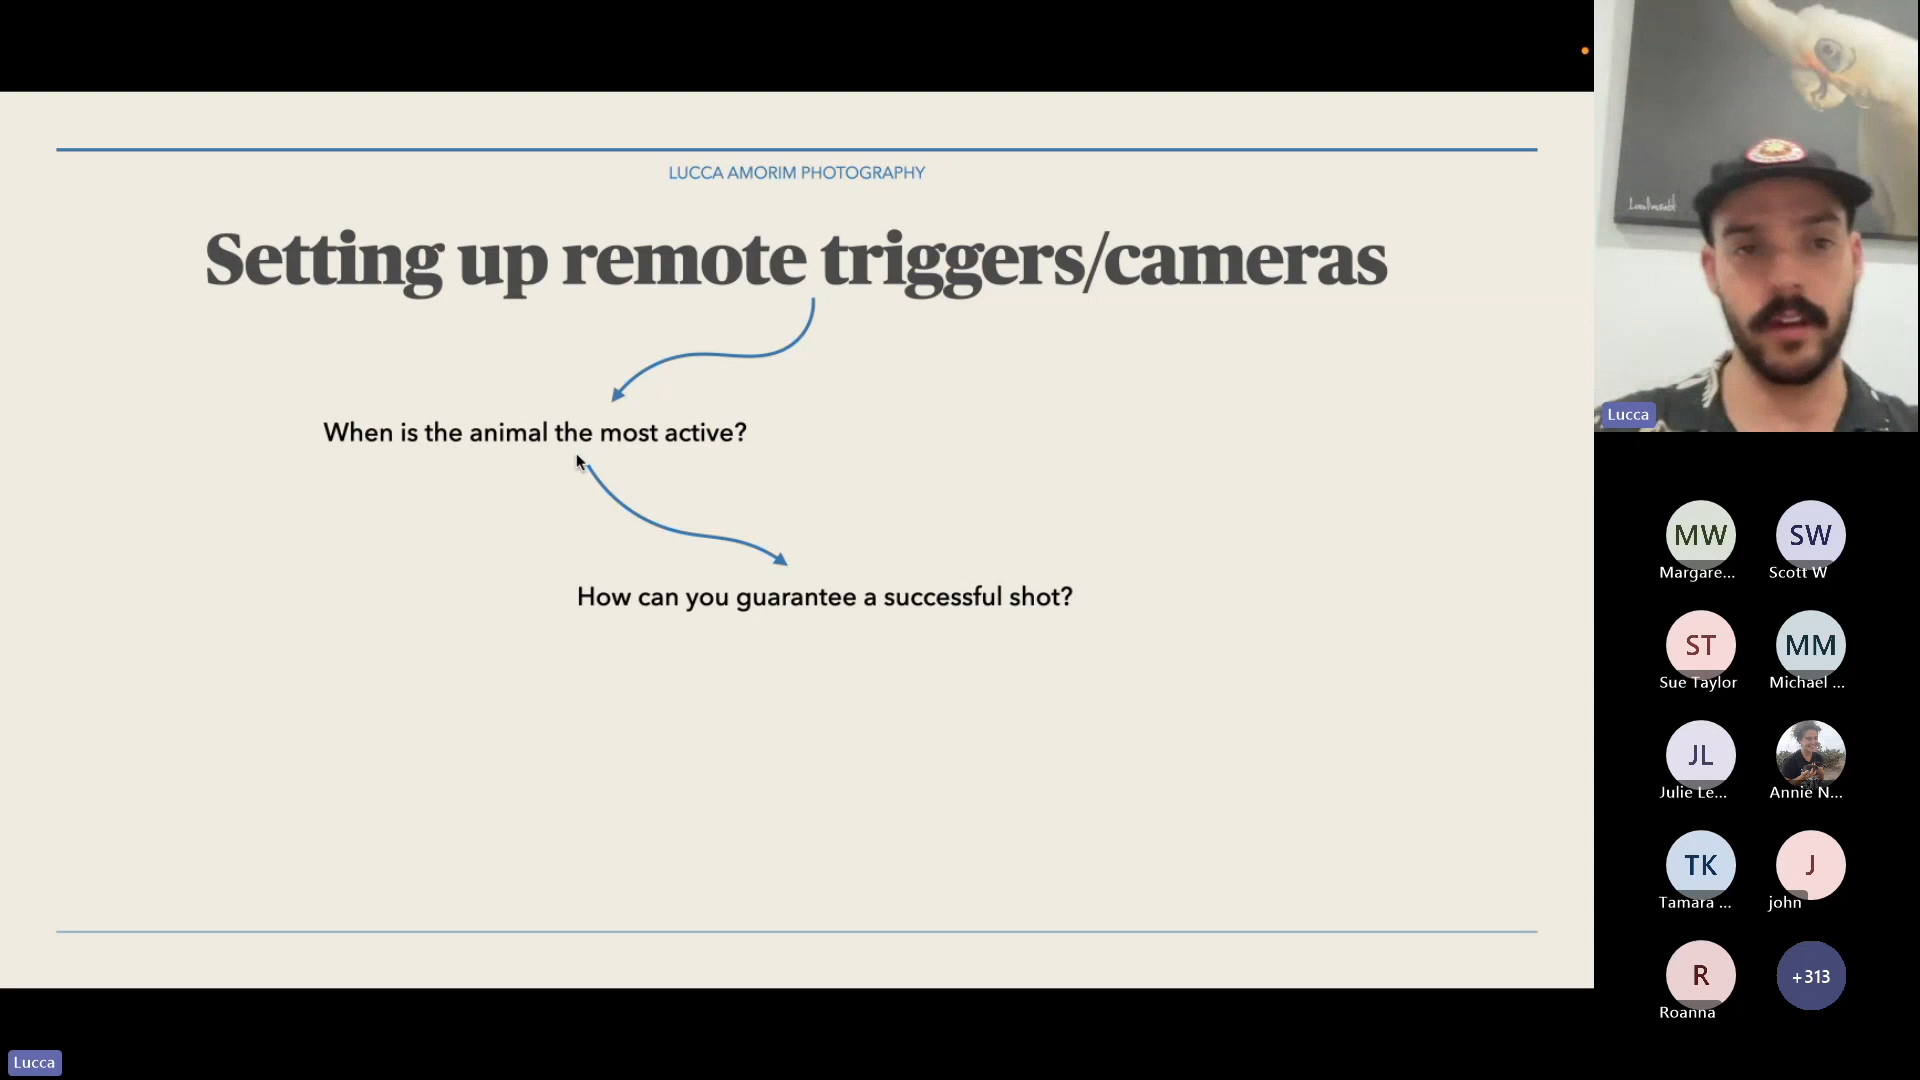 LUCCA AMORIM PHOTOGRAPHY
Setting up remote triggers/cameras
When is the animal the most active?
How can you guarantee a successful shot?
Lucca
MW
SW
Margare...
Scott W
ST
MM
Sue Taylor
Michael ...
JL
Julie Le...
Annie N...
TK
J
Tamara ...
john
R
+313
Roanna
Lucca